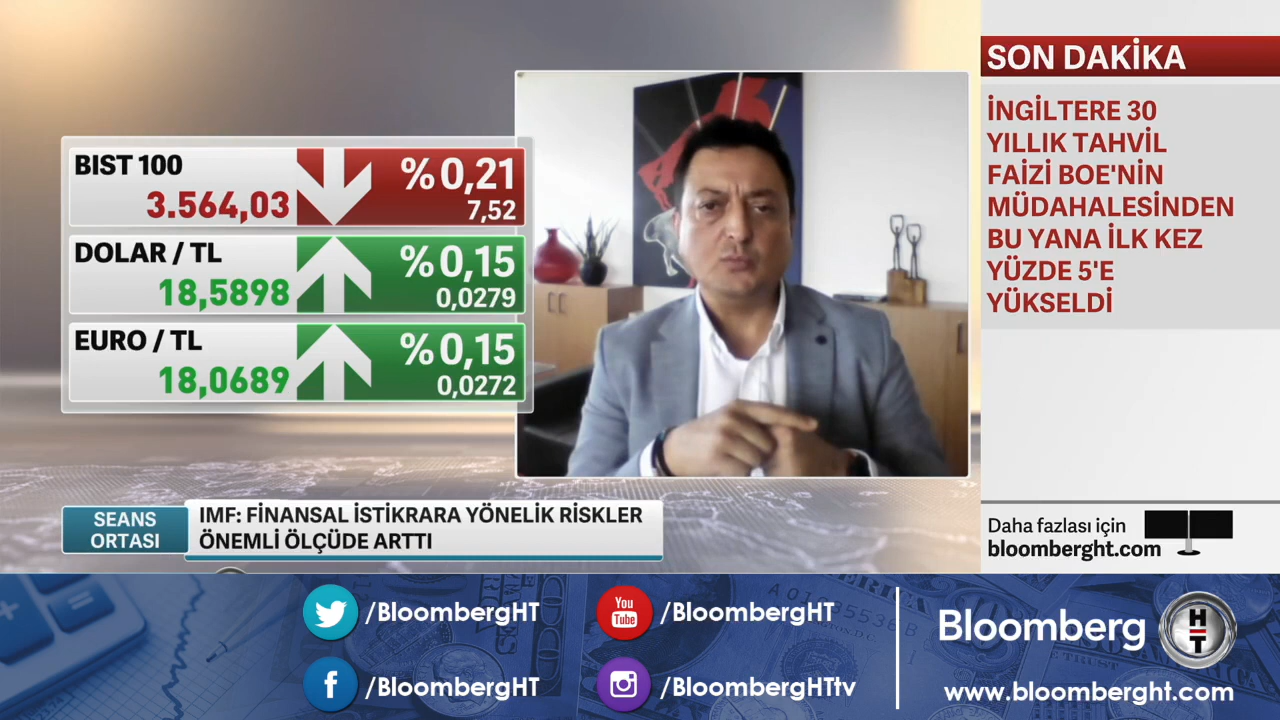 BIST 100
3.564,03
%0,21
7,52
DOLAR / TL
18,5898
%0,15
0,0279
EURO / TL
18,0689
%0,15
0,0272
SEANS
ORTASI
IMF: FİNANSAL İSTİKRARA YÖNELİK RİSKLER
ÖNEMLİ ÖLÇÜDE ARTTI
SON DAKİKA
İNGİLTERE 30
YILLIK TAHVİL
FAİZİ BOE'NİN
MÜDAHALESİNDEN
BU YANA İLK KEZ
YÜZDE 5'E
YÜKSELDİ
Daha fazlası için
bloomberght.com
/BloombergHT
You
Tube
/BloombergHT
/BloombergHT
/BloombergHTtv
Bloomberg HT
www.bloomberght.com